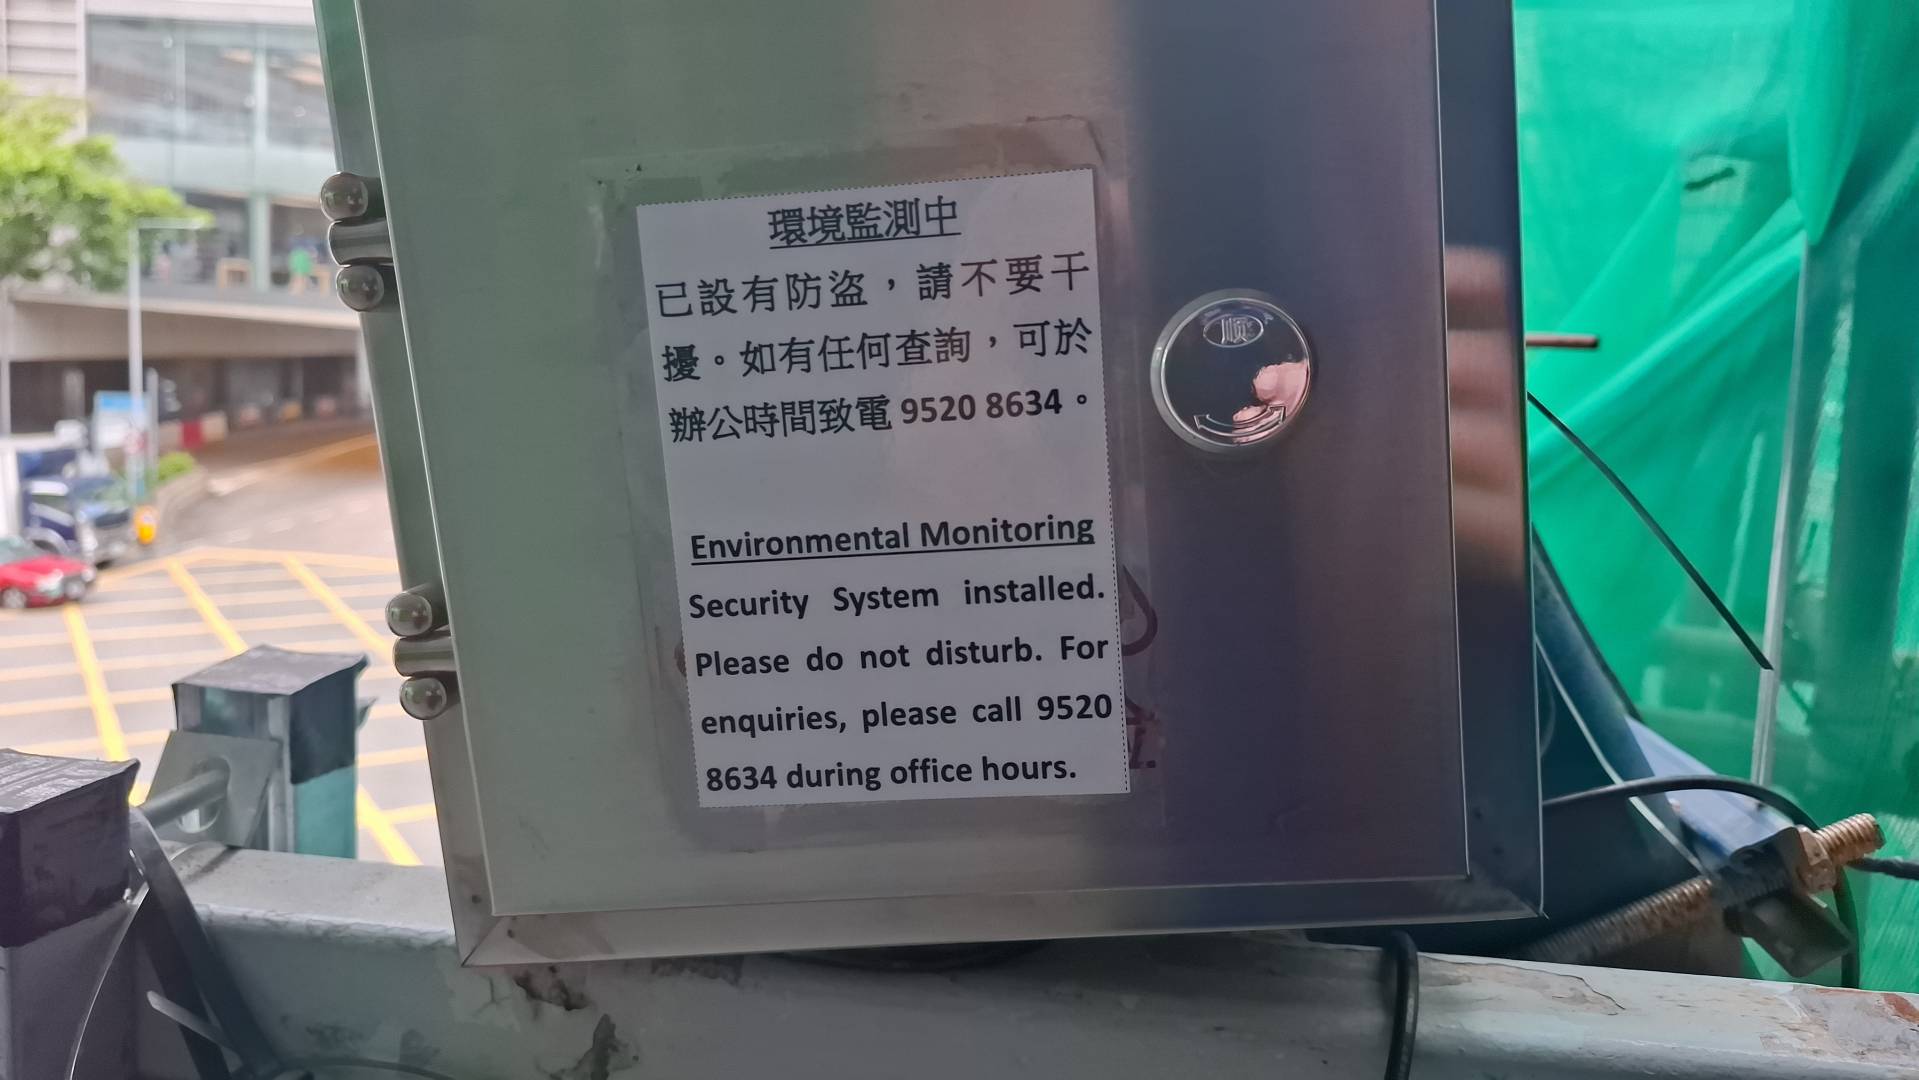 環境監測中
已設有防盜，請不要干
擾。如有任何查詢，可於
辦公時間致電 9520 8634。
Environmental Monitoring
Security System installed.
Please do not disturb. For
enquiries, please call 9520
8634 during office hours.
顺